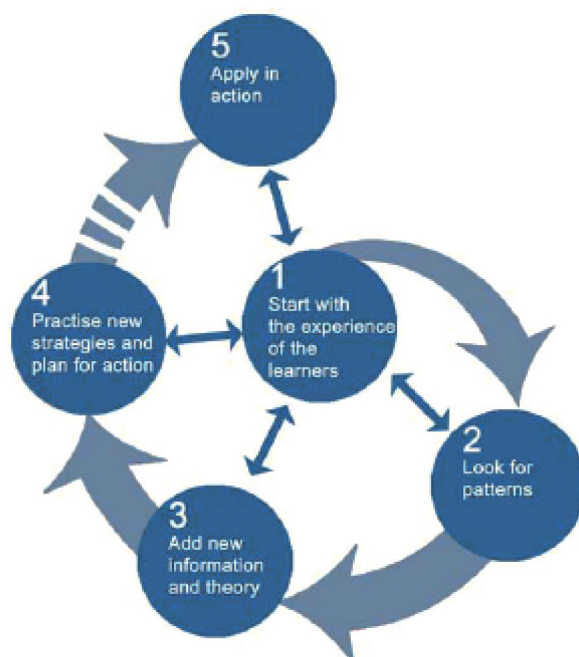 1
Start with
the experience
of the
learners
2
Look for
patterns
3
Add new
information
and theory
4
Practise new
strategies and
plan for action
5
Apply in
action